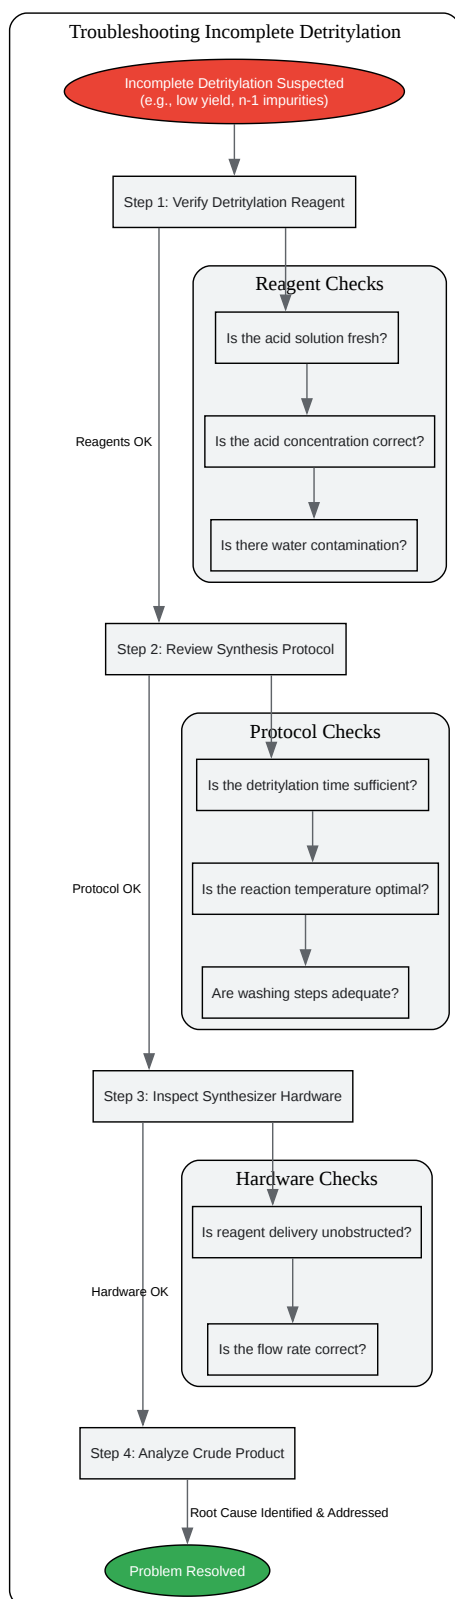 Troubleshooting Incomplete Detritylation
Incomplete Detritylation Suspected
(e.g., low yield, n-1 impurities)
Step 1: Verify Detritylation Reagent
Reagent Checks
Is the acid solution fresh?
Is the acid concentration correct?
Reagents OK
Is there water contamination?
Step 2: Review Synthesis Protocol
Protocol Checks
Is the detritylation time sufficient?
Is the reaction temperature optimal?
Protocol OK
Are washing steps adequate?
Step 3: Inspect Synthesizer Hardware
Hardware Checks
Is reagent delivery unobstructed?
Hardware OK
Is the flow rate correct?
Step 4: Analyze Crude Product
Root Cause Identified & Addressed
Problem Resolved